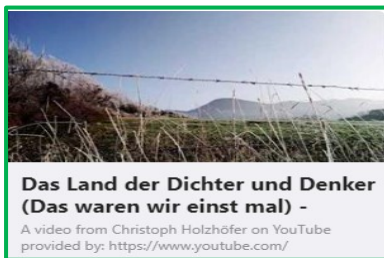 Das Land der Dichter und Denker
(Das waren wir einst mal) -
A video from Christoph Holzhöfer on YouTube
provided by: https://www.youtube.com/